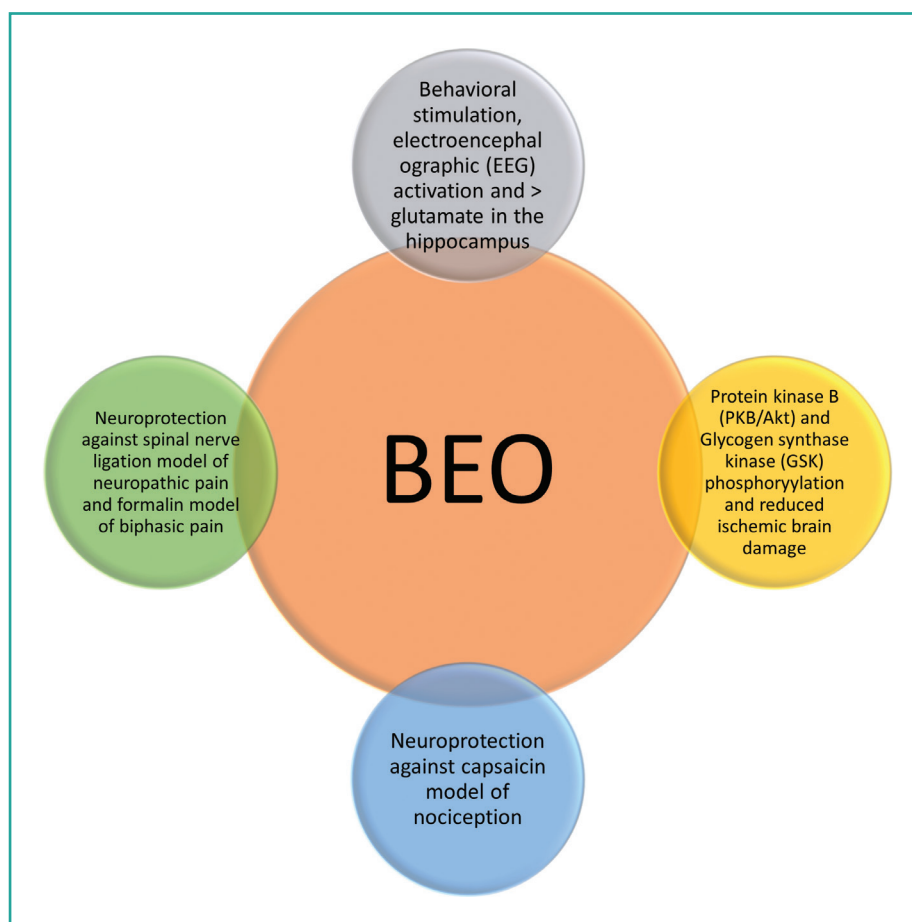 Behavioral
stimulation,
electroencephal
ographic (EEG)
activation and >
glutamate in the
hippocampus
Neuroprotection
against spinal nerve
ligation model of
neuropathic pain
and formalin model
of biphasic pain
BEO
Protein kinase B
(PKB/Akt) and
Glycogen synthase
kinase (GSK)
phosphoryylation
and reduced
ischemic brain
damage
Neuroprotection
against capsaicin
model of
nociception